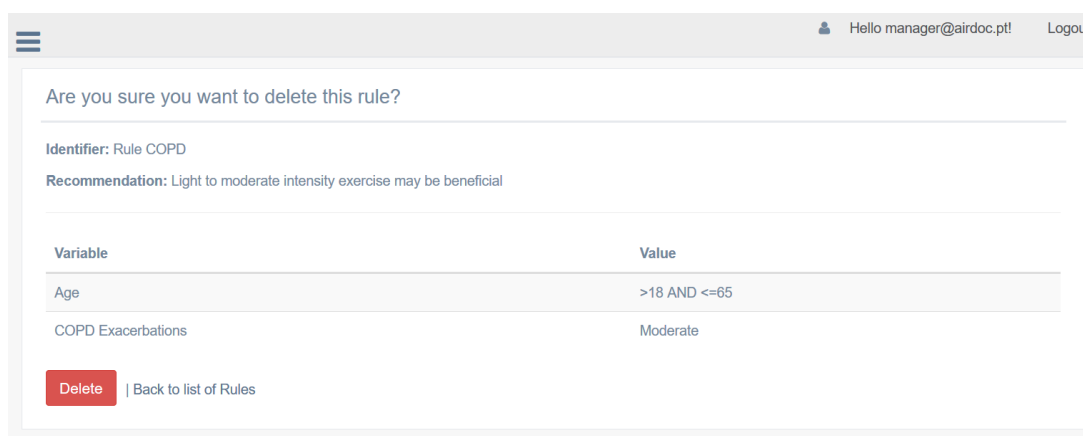 Hello manager@airdoc.pt! Logou
Are you sure you want to delete this rule?
Identifier: Rule COPD
Recommendation: Light to moderate intensity exercise may be beneficial
Variable Value
Age >18 AND <=65
COPD Exacerbations Moderate
Delete | Back to list of Rules